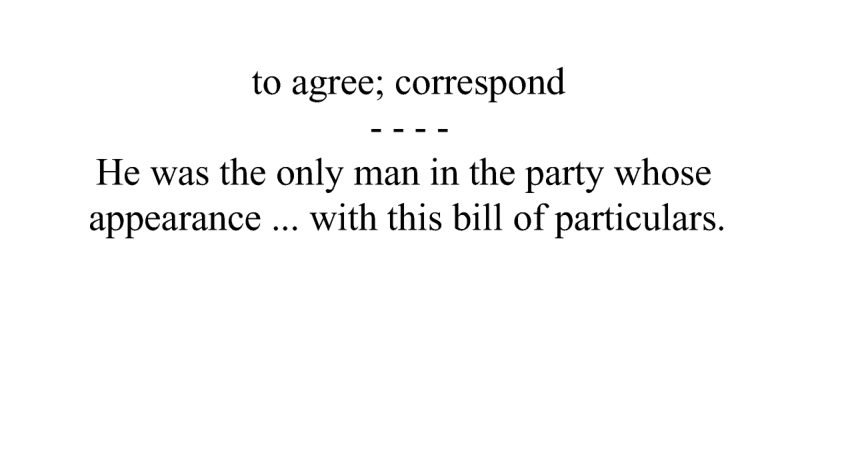 to agree; correspond
- - - -
He was the only man in the party whose
appearance ... with this bill of particulars.